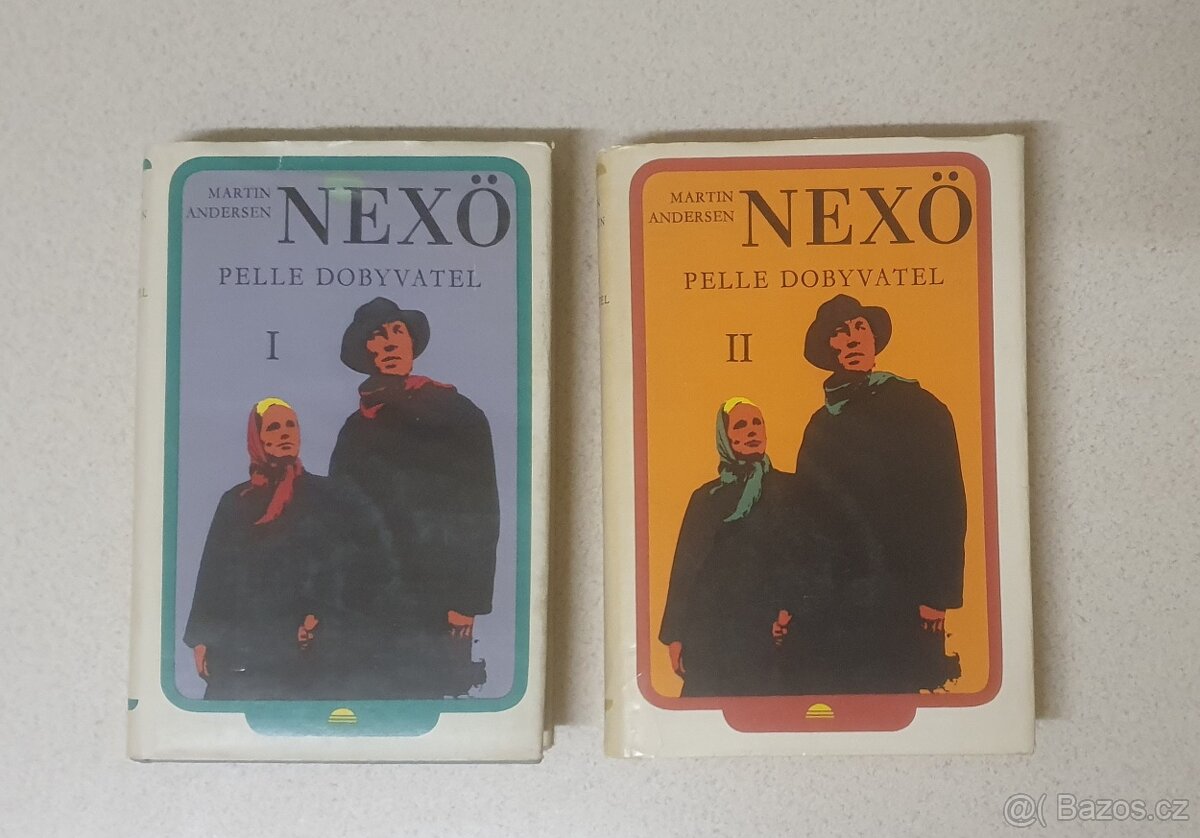 MARTIN
ANDERSEN
NEXÖ
PELLE DOBYVATEL
I
MARTIN
ANDERSEN
NEXÖ
PELLE DOBYVATEL
II
@( Bazos.cz